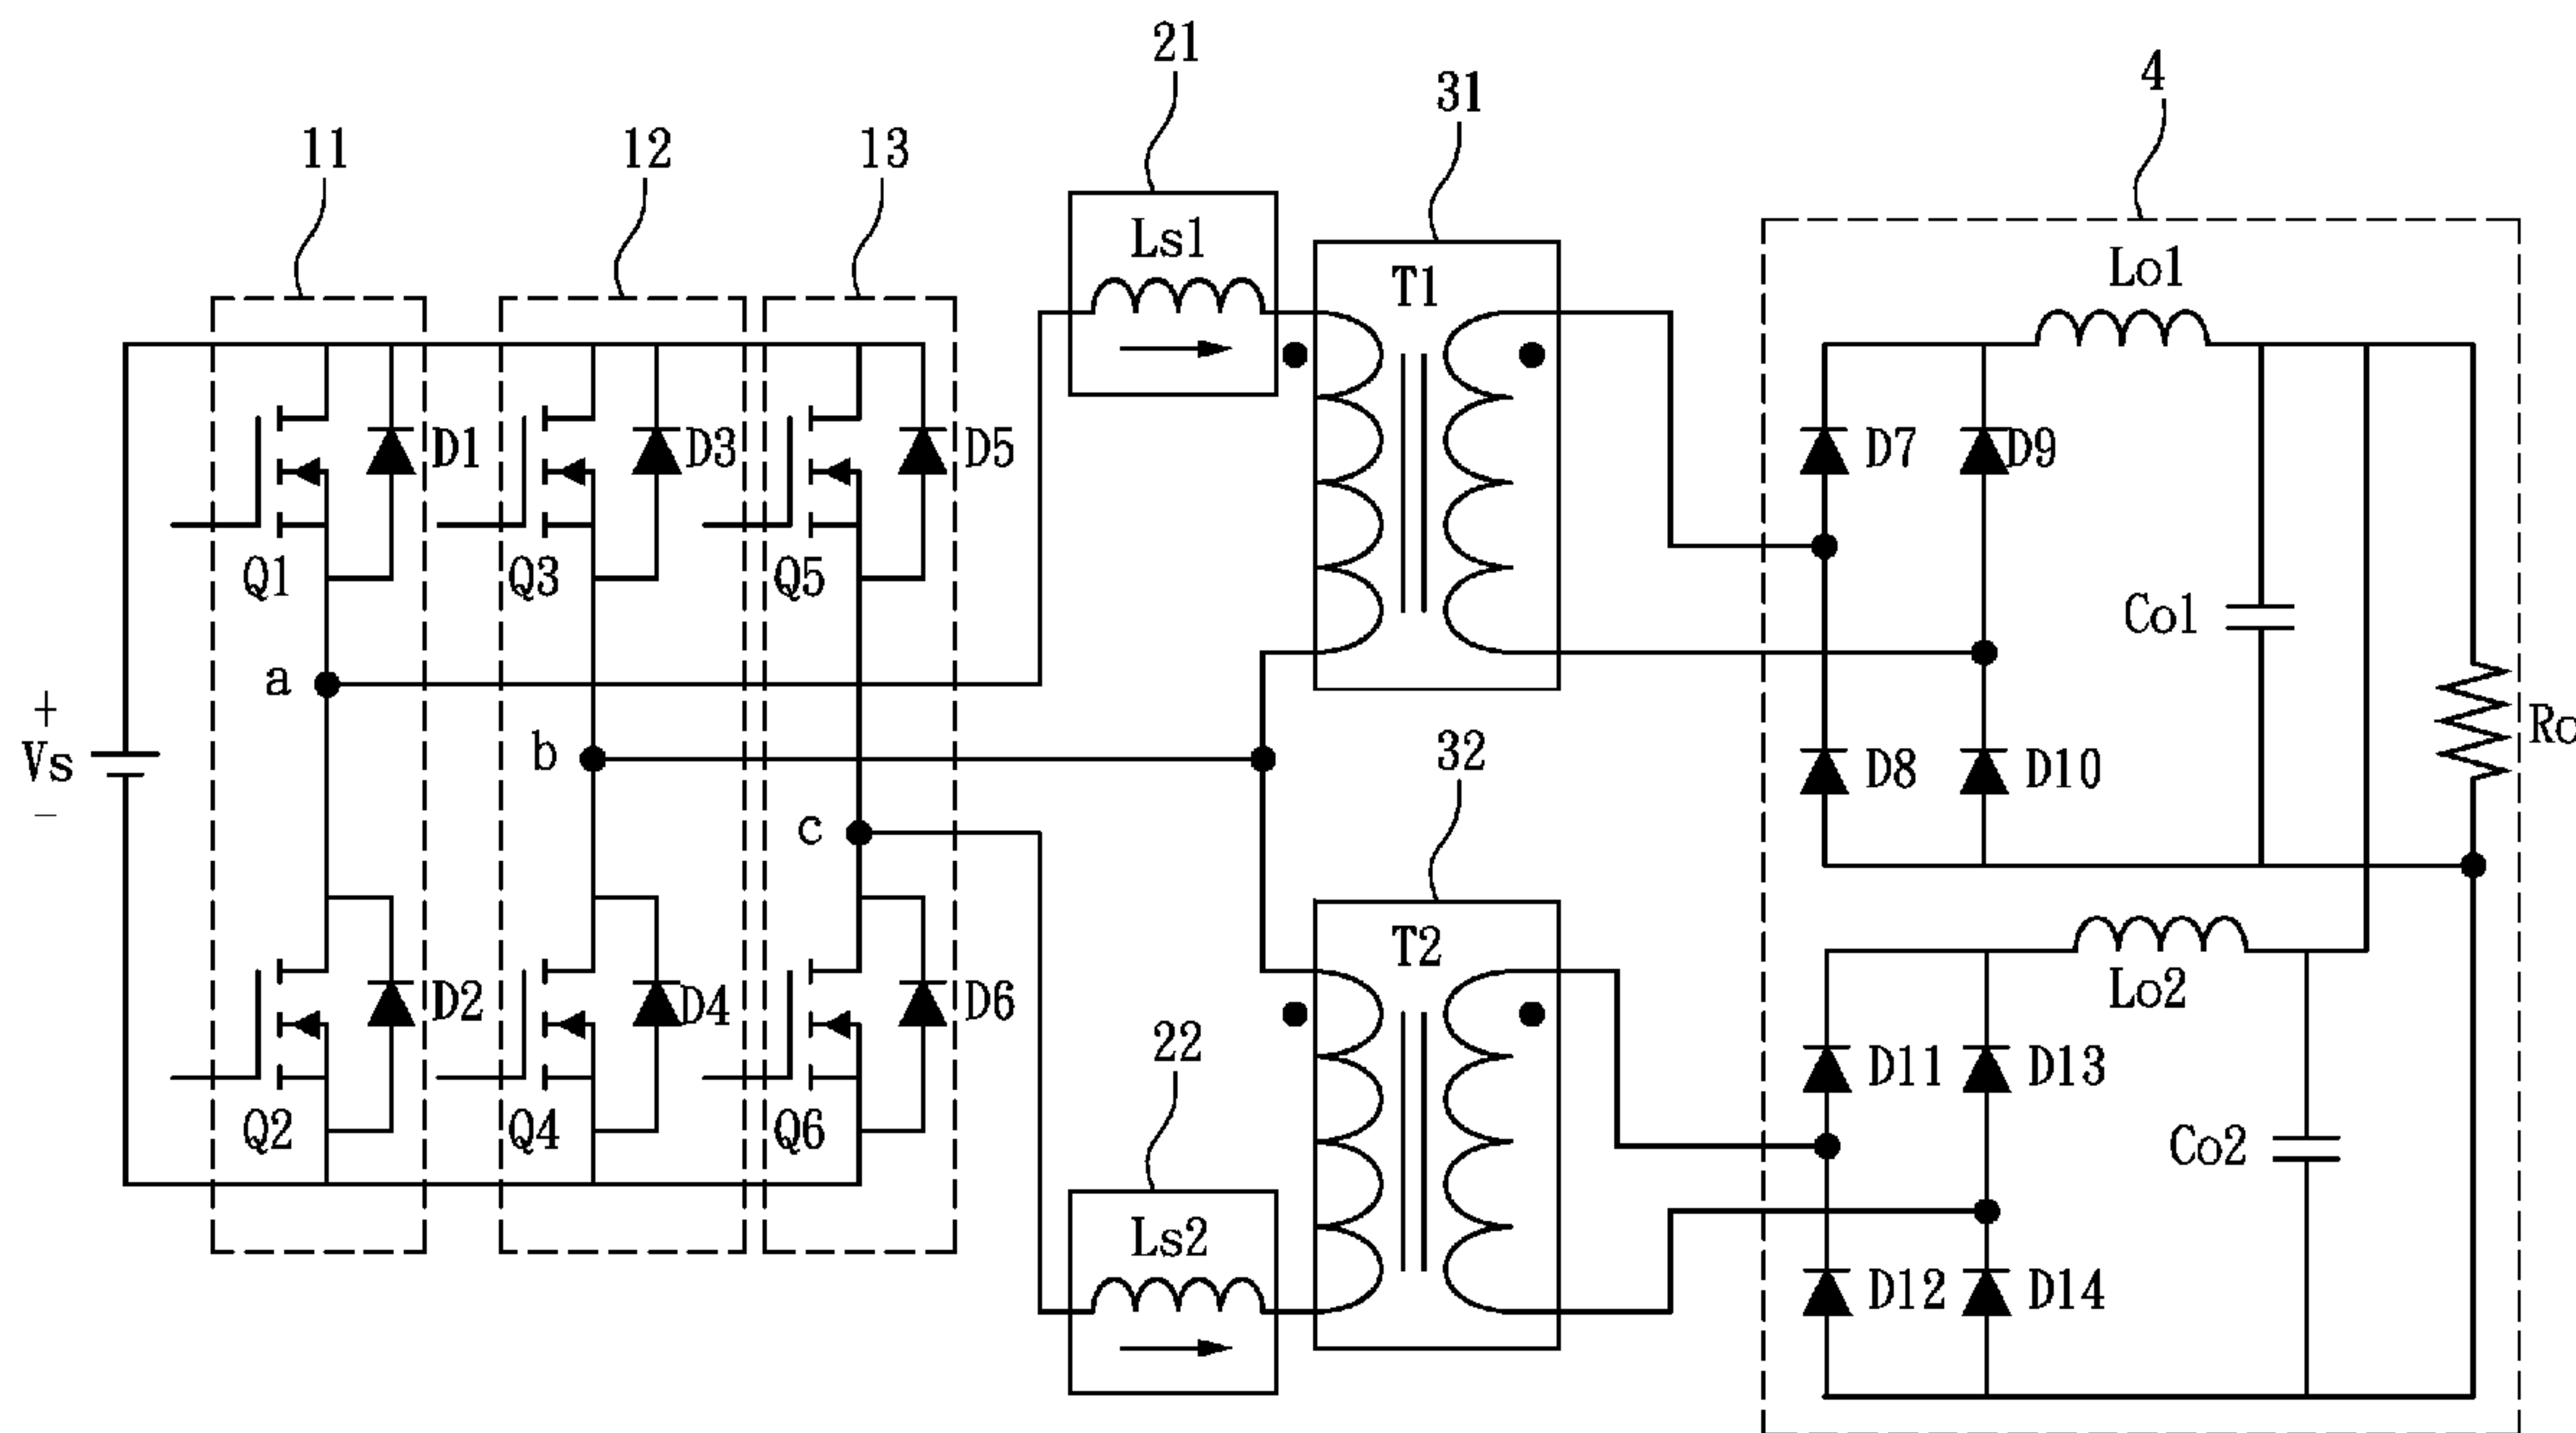 21
4
31
11
12
13
Ls1
Lo1
T1
D1
D3
D5
D7
D9
Q1
Q3
Q5
Co1
a
+
Vs
−
b
32
D8
D10
Ro
c
T2
D2
D4
D6
Lo2
22
D11
D13
Q2
Q4
Q6
Co2
Ls2
D12
D14